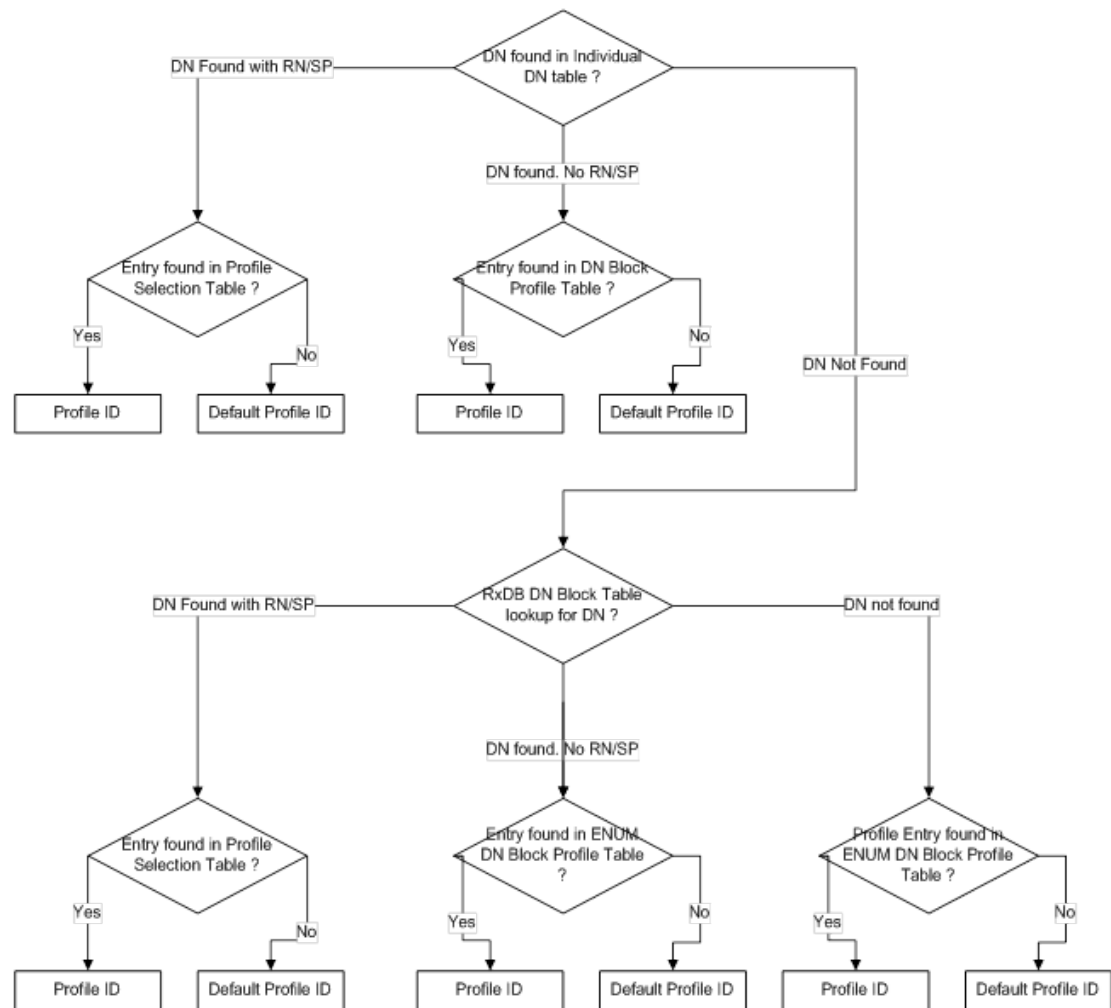 DN found in Individual
DN table ?
DN Found with RN/SP
DN found. No RN/SP
Entry found in Profile
Selection Table ?
Entry found in DN Block
Profile Table ?
Yes
No
Yes
No
DN Not Found
Profile ID
Default Profile ID
Profile ID
Default Profile ID
RxDB DN Block Table
lookup for DN ?
DN Found with RN/SP
DN not found
DN found. No RN/SP
Entry found in Profile
Selection Table ?
Entry found in ENUM
DN Block Profile Table
?
Profile Entry found in
ENUM DN Block Profile
Table ?
Yes
No
Yes
No
Yes
No
Profile ID
Default Profile ID
Profile ID
Default Profile ID
Profile ID
Default Profile ID